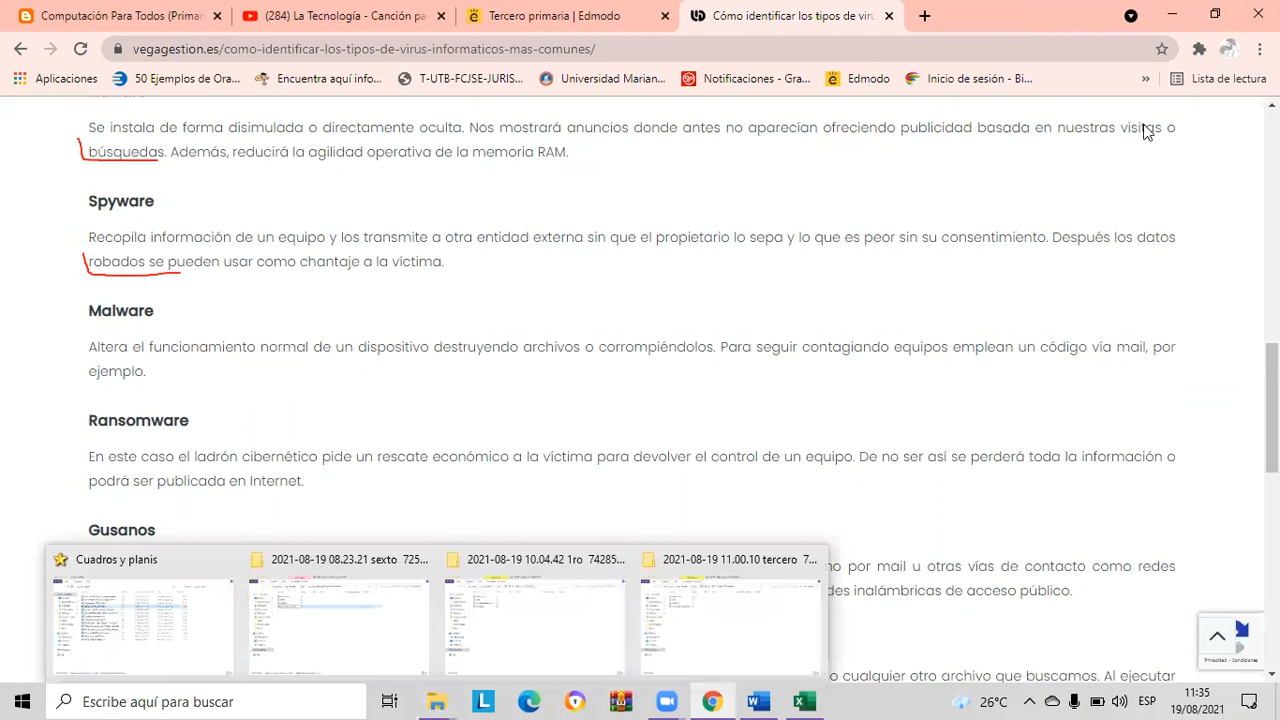 Computación Para Todos (Primar
(284) La Tecnología - Canción pa
Tercero primaria | Edmodo
Cómo identificar los tipos de viru
vegagestion.es/como-identificar-los-tipos-de-virus-informaticos-mas-comunes/
Aplicaciones
50 Ejemplos de Ora...
Encuentra aquí info...
T-UTB-FCJSE-JURIS...
Universidad Marian...
Notificaciones - Gra...
Edmodo
Inicio de sesión - Bi...
Lista de lectura
Se instala de forma disimulada o directamente oculta. Nos mostrará anuncios donde antes no aparecían ofreciendo publicidad basada en nuestras visitas o
búsquedas. Además, reducirá la agilidad operativa de la memoria RAM.
Spyware
Recopila información de un equipo y los transmite a otra entidad externa sin que el propietario lo sepa y lo que es peor sin su consentimiento. Después los datos
robados se pueden usar como chantaje a la víctima.
Malware
Altera el funcionamiento normal de un dispositivo destruyendo archivos o corrompiéndolos. Para seguir contagiando equipos emplean un código vía mail, por
ejemplo.
Ransomware
En este caso el ladrón cibernético pide un rescate económico a la víctima para devolver el control de un equipo. De no ser así se perderá toda la información o
podrá ser publicada en Internet.
Gusanos
Cuadros y planis
2021-08-19 08.23.21 sexto 725...
2021-08-19 10.04.42 1ro 74285...
2021-08-19 11.00.10 tercero 7...
por mail u otras vías de contacto como redes
inalámbricas de acceso público.
Privacidad - Condiciones
o cualquier otro archivo que buscamos. Al ejecutar
Escribe aquí para buscar
26°C
ESP
11:35
19/08/2021